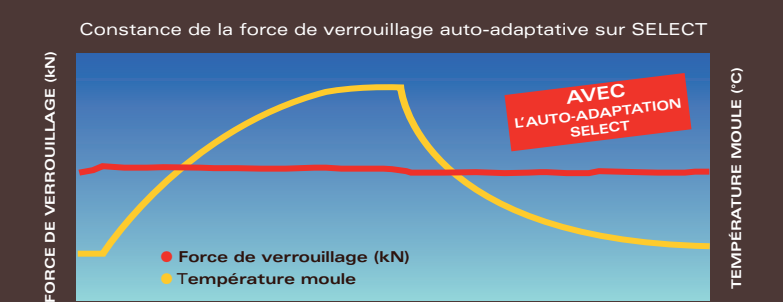 Constance de la force de verrouillage auto-adaptative sur SELECT
FORCE DE VERROUILLAGE (kN)
AVEC
L'AUTO-ADAPTATION
SELECT
Force de verrouillage (kN)
Température moule
TEMPÉRATURE MOULE (°C)